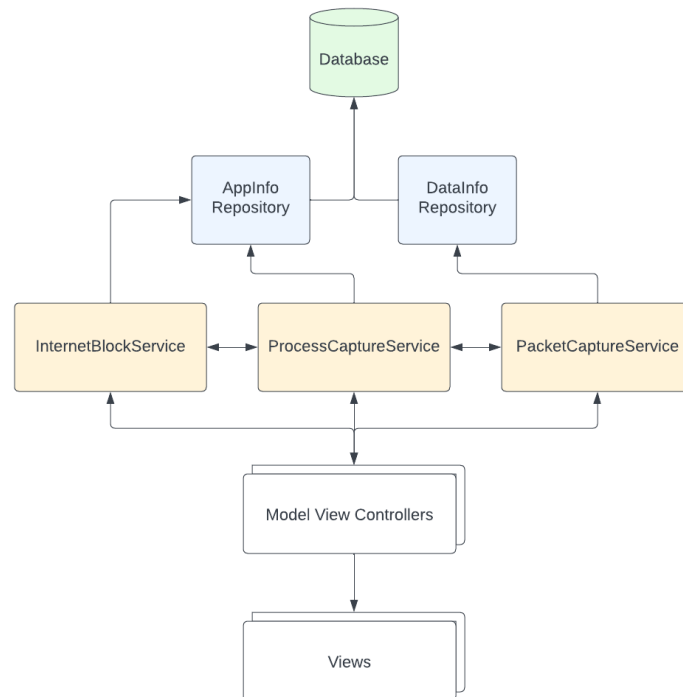 Database
AppInfo
Repository
DataInfo
Repository
InternetBlockService
ProcessCaptureService
PacketCaptureService
Model View Controllers
Views